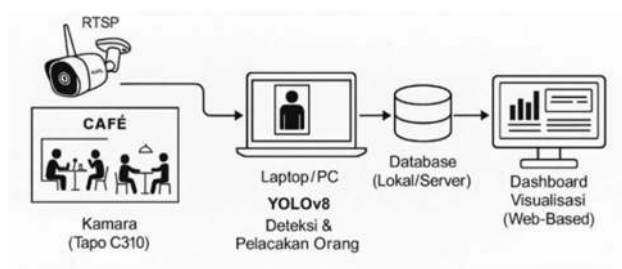 RTSP
CAFÉ
Kamara
(Tapo C310)
Laptop/PC
YOLOv8
Deteksi &
Pelacakan Orang
Database
(Lokal/Server)
Dashboard
Visualisasi
(Web-Based)